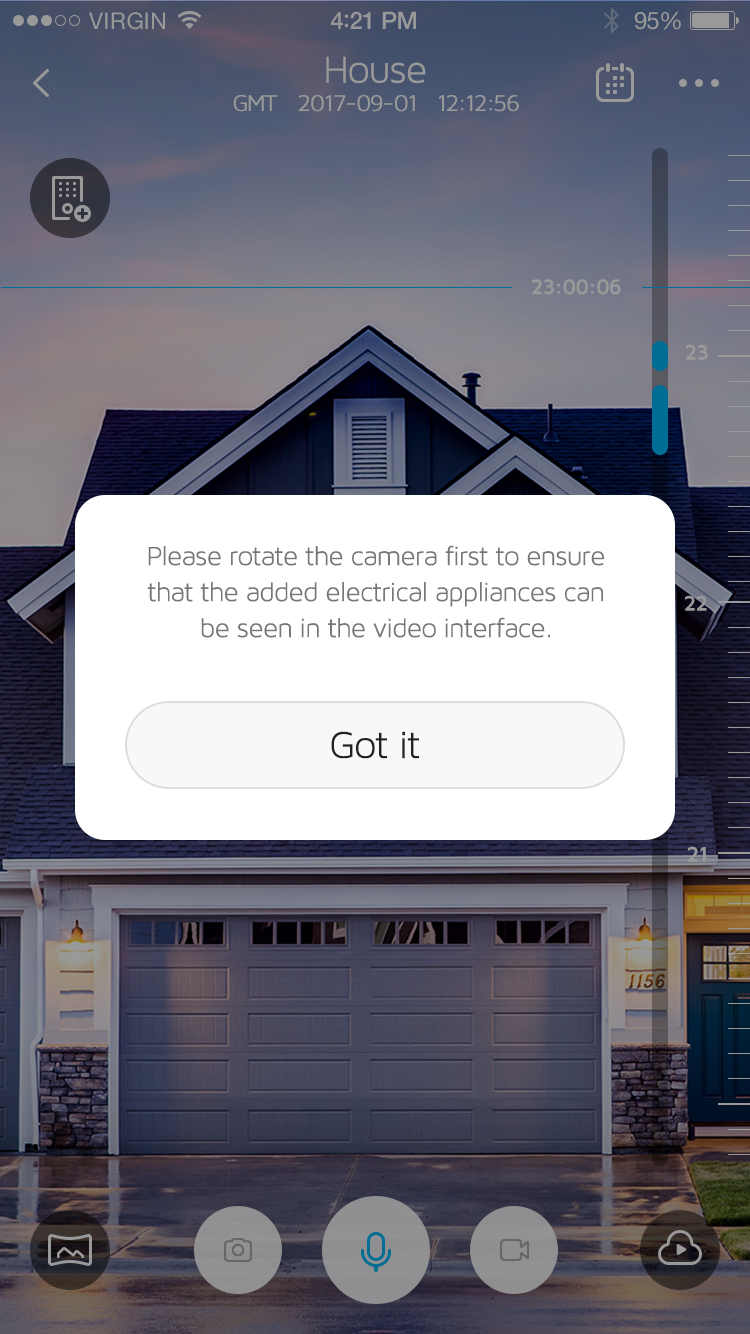 VIRGIN 4:21 PM 95%
House
GMT 2017-09-01 12:12:56
23:00:06
23
Please rotate the camera first to ensure
that the added electrical appliances can
be seen in the video interface.
22
Got it
21
1156